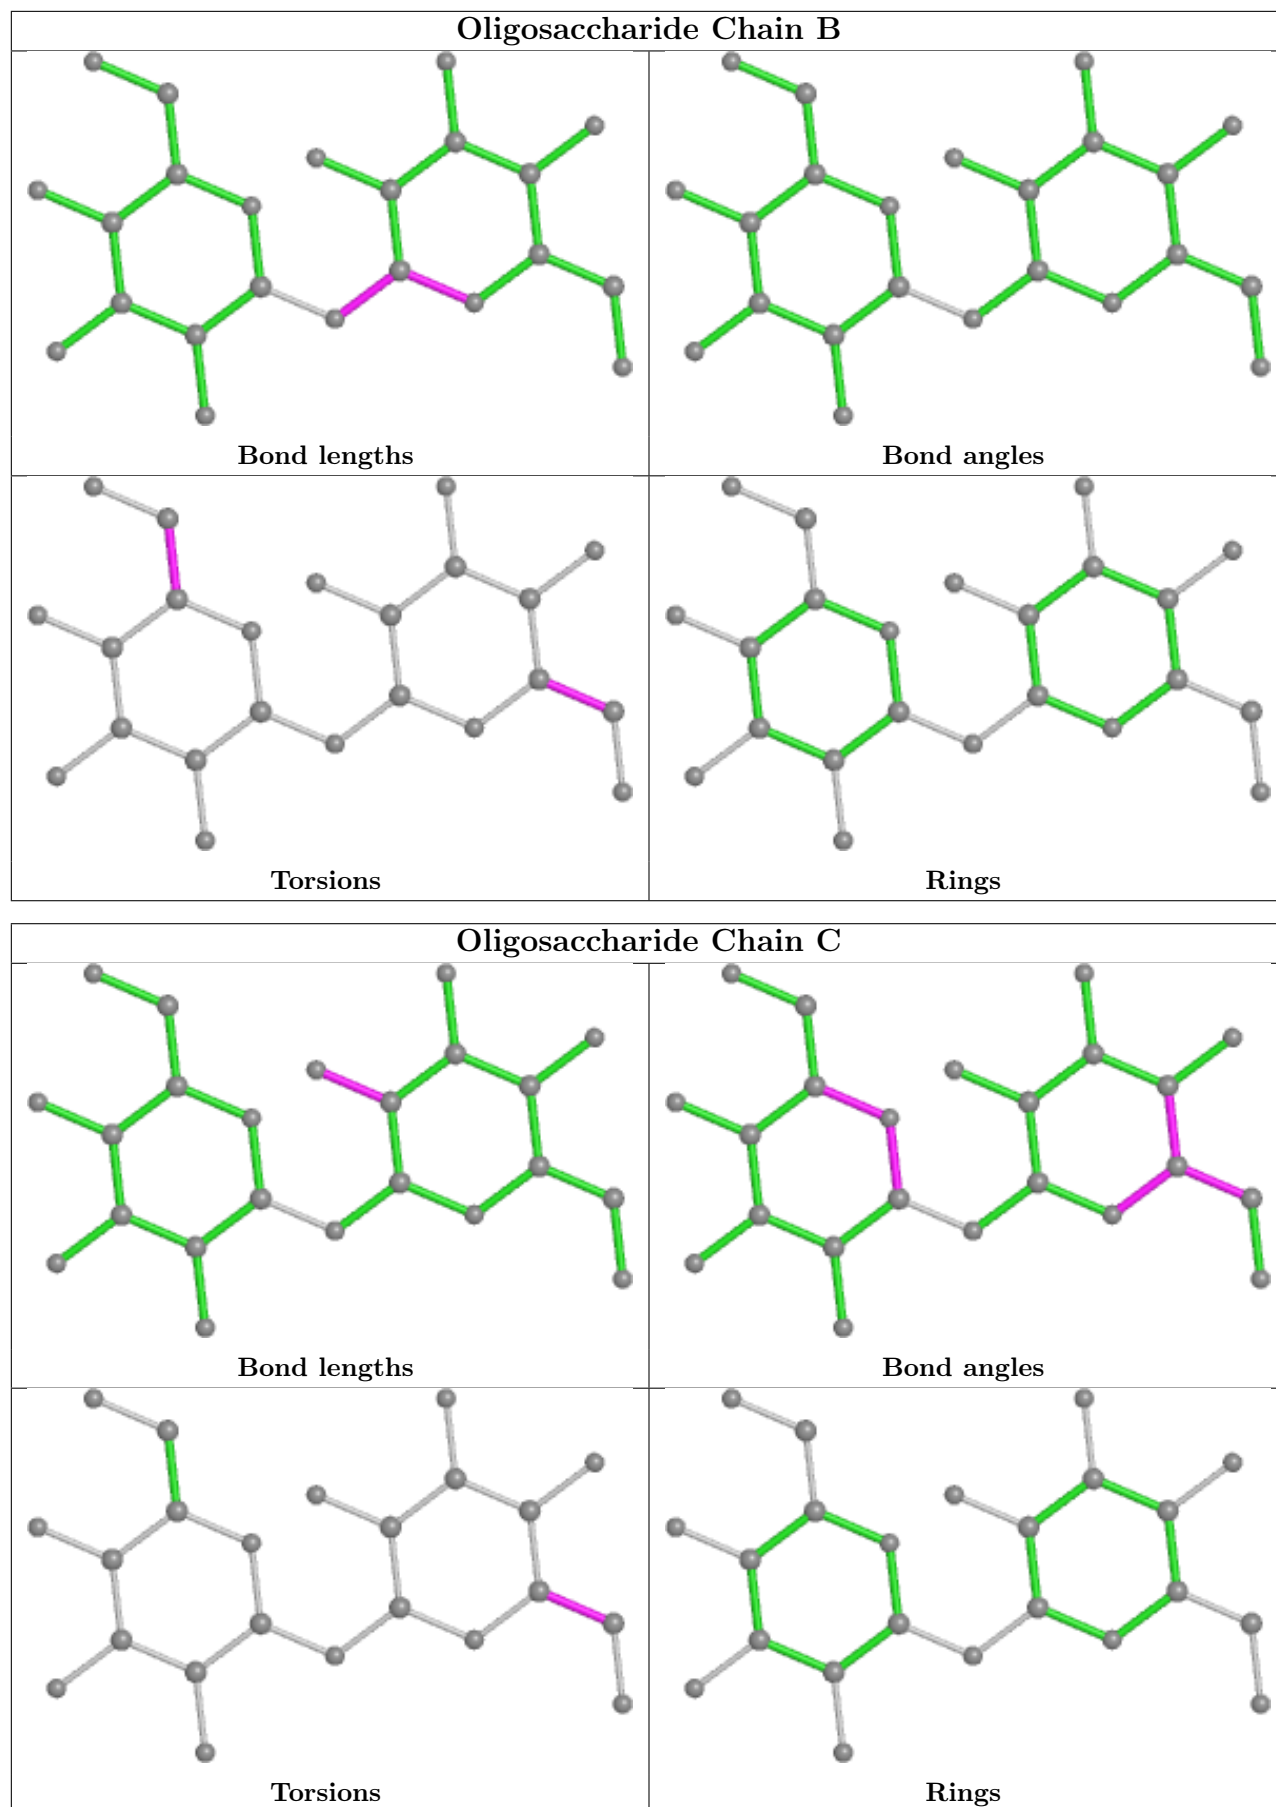 Oligosaccharide Chain B
Bond lengths
Bond angles
Torsions
Rings
Oligosaccharide Chain C
Bond lengths
Bond angles
Torsions
Rings